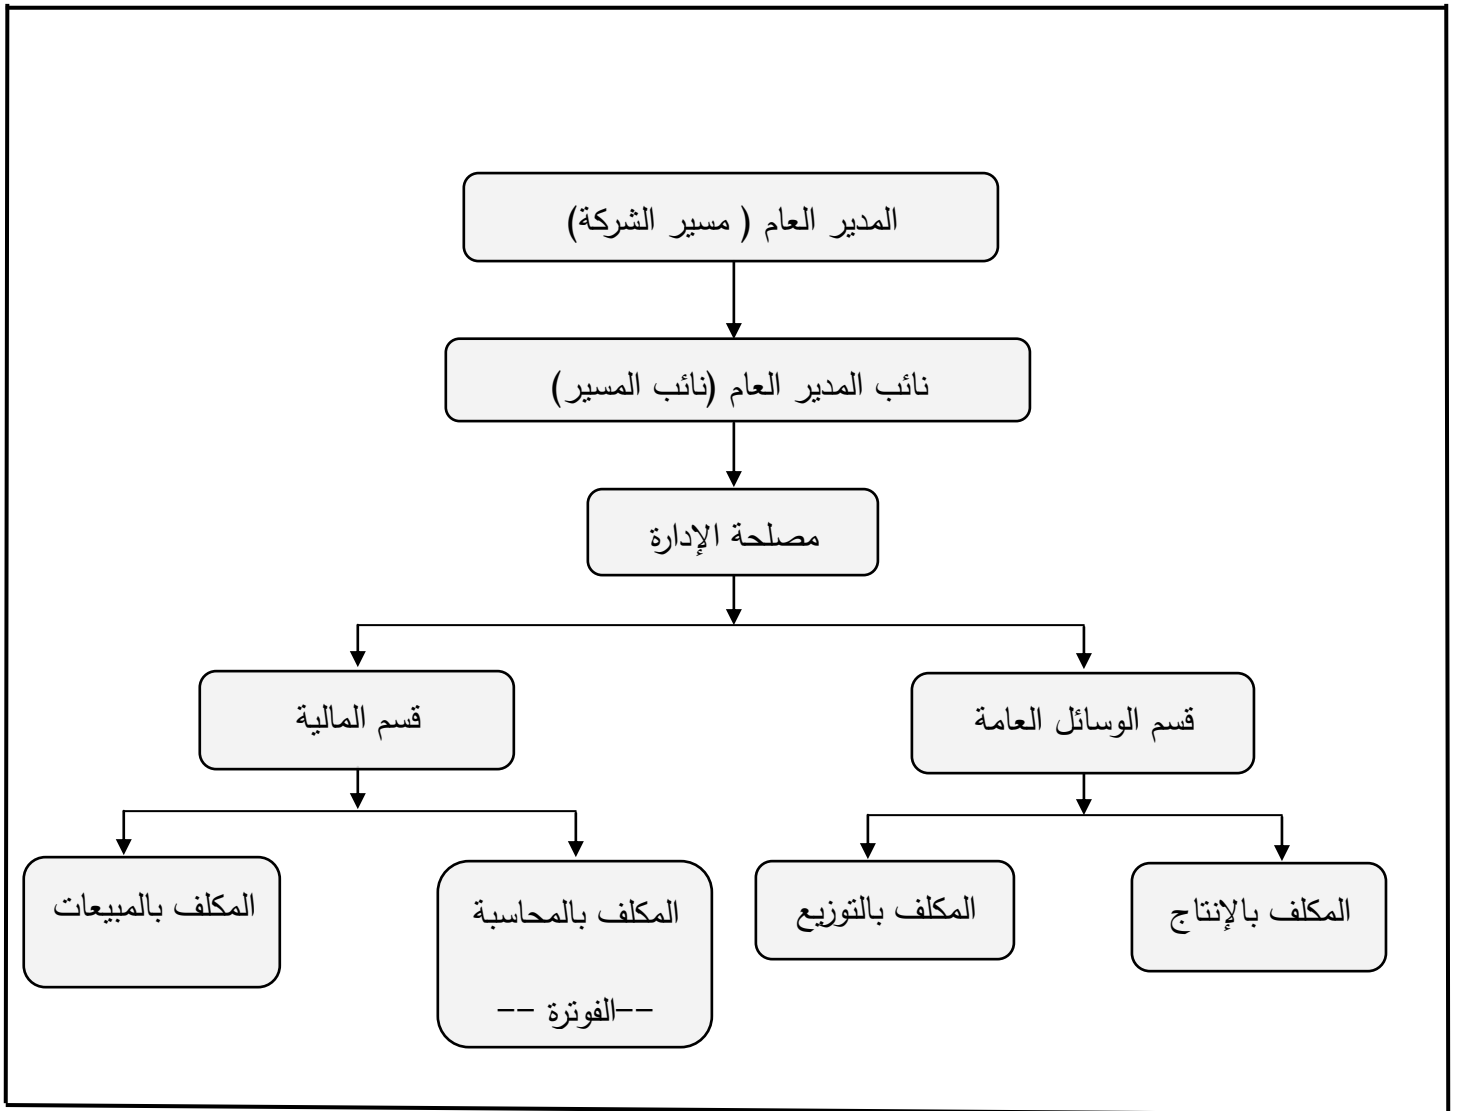 المدير العام ( مسير الشركة)
نائب المدير العام (نائب المسير)
مصلحة الإدارة
قسم الوسائل العامة
قسم المالية
المكلف بالإنتاج
المكلف بالتوزيع
المكلف بالمحاسبة
--الفوترة --
المكلف بالمبيعات